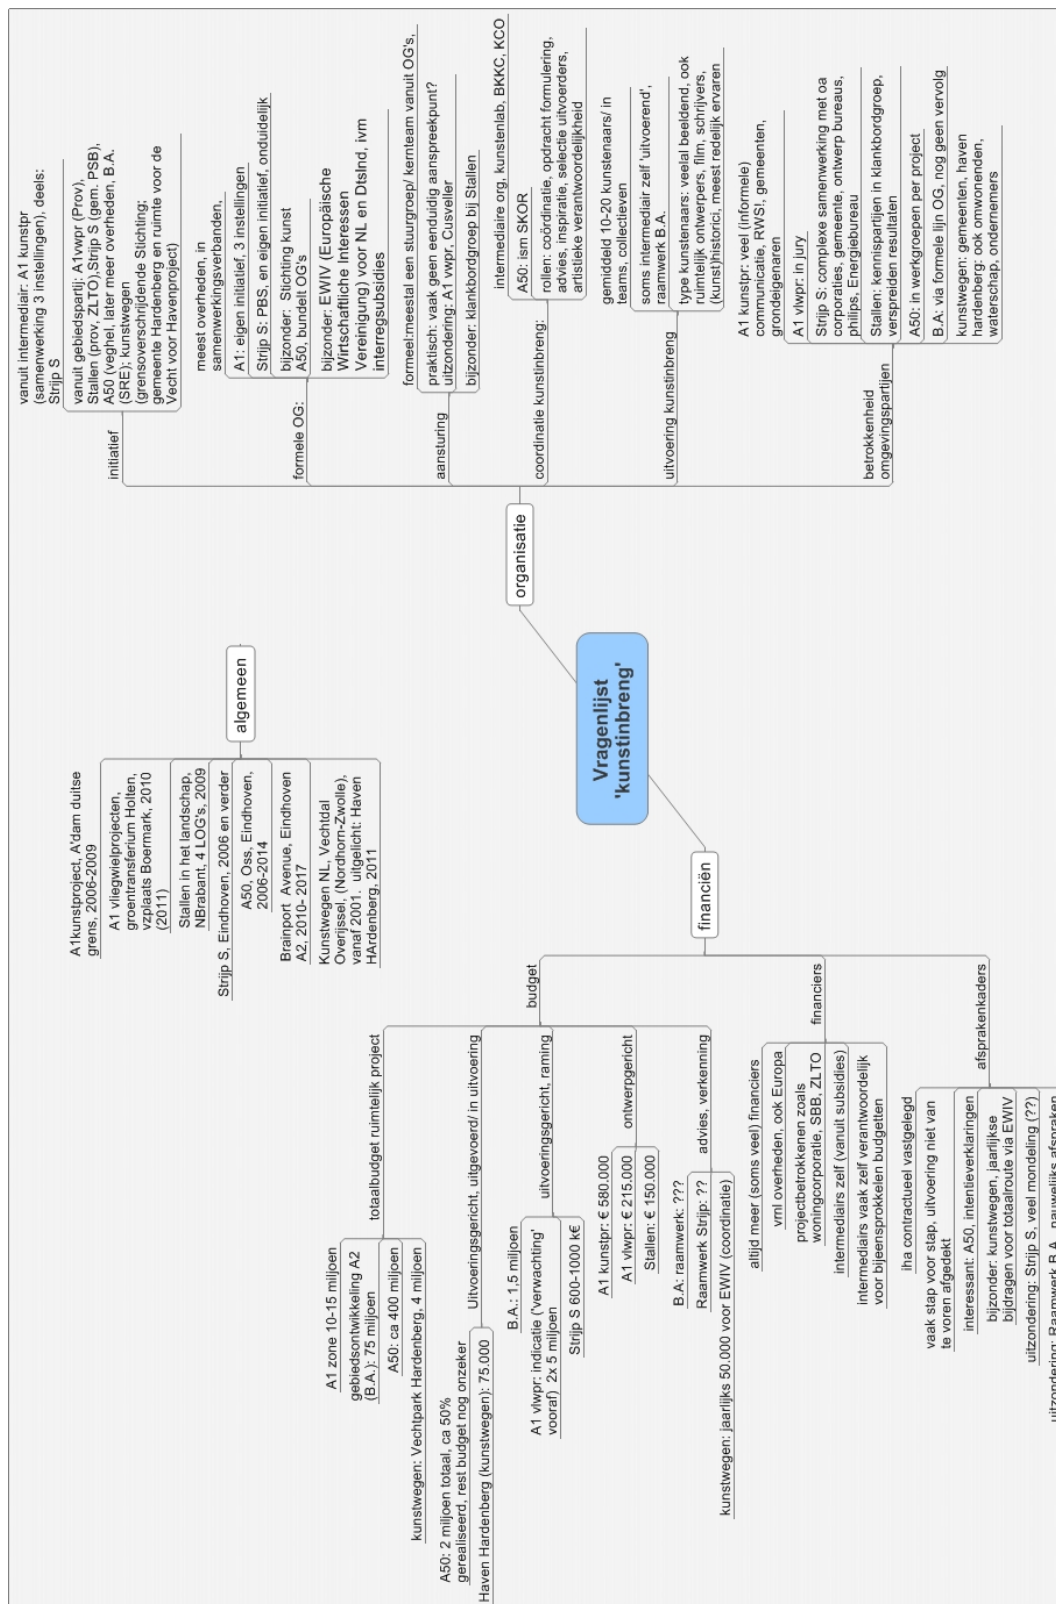 Vragenlijst
'kunstinbreng'
algemeen
A1kunstproject, A'dam duitse
grens, 2006-2009
A1 vliegwielprojecten,
groentransferium Holten,
vzplaats Boermark, 2010
(2011)
Stallen in het landschap,
NBrabant, 4 LOG's, 2009
Strijp S, Eindhoven, 2006 en verder
A50, Oss, Eindhoven,
2006-2014
Brainport Avenue, Eindhoven
A2, 2010- 2017
Kunstwegen NL, Vechtdal
Overijssel, (Nordhorn-Zwolle),
vanaf 2001. uitgelicht: Haven
HArdenberg, 2011
organisatie
initiatief
vanuit intermediair: A1 kunstpr
(samenwerking 3 instellingen), deels:
Strijp S
vanuit gebiedspartij: A1vwpr (Prov),
Stallen (prov, ZLTO),Strijp S (gem. PSB),
A50 (veghel, later meer overheden, B.A.
(SRE); kunstwegen
(grensoverschrijdende Stichting;
gemeente Hardenberg en ruimte voor de
Vecht voor Havenproject)
formele OG:
meest overheden, in
samenwerkingsverbanden,
A1: eigen initiatief, 3 instellingen
Strijp S: PBS, en eigen initiatief, onduidelijk
bijzonder: Stichting kunst
A50, bundelt OG's
bijzonder: EWIV (Europäische
Wirtschaftliche Interessen
Vereinigung) voor NL en Dtslnd, ivm
interregsubsidies
aansturing
formeel:meestal een stuurgroep/ kernteam vanuit OG's,
praktisch: vaak geen eenduidig aanspreekpunt?
uitzondering: A1 vwpr, Cusveller
bijzonder: klankbordgroep bij Stallen
coordinatie kunstinbreng:
intermediaire org, kunstenlab, BKKC, KCO
A50: ism SKOR
rollen: coördinatie, opdracht formulering,
advies, inspiratie, selectie uitvoerders,
artistieke verantwoordelijkheid
uitvoering kunstinbreng
gemiddeld 10-20 kunstenaars/ in
teams, collectieven
soms intermediair zelf 'uitvoerend',
raamwerk B.A.
type kunstenaars: veelal beeldend, ook
ruimtelijk ontwerpers, film, schrijvers,
(kunst)historici, meest redelijk ervaren
betrokkenheid
omgevingspartijen
A1 kunstpr: veel (informele)
communicatie, RWS!, gemeenten,
grondeigenaren
A1 vlwpr: in jury
Strijp S: complexe samenwerking met oa
corporaties, gemeente, ontwerp bureaus,
philips, Energiebureau
Stallen: kennispartijen in klankbordgroep,
verspreiden resultaten
A50: in werkgroepen per project
B.A: via formele lijn OG, nog geen vervolg
kunstwegen: gemeenten, haven
hardenberg: ook omwonenden,
waterschap, ondernemers
financiën
budget
totaalbudget ruimtelijk project
A1 zone 10-15 miljoen
gebiedsontwikkeling A2
(B.A.): 75 miljoen
A50: ca 400 miljoen
kunstwegen: Vechtpark Hardenberg, 4 miljoen
Uitvoeringsgericht, uitgevoerd/ in uitvoering
A50: 2 miljoen totaal, ca 50%
gerealiseerd, rest budget nog onzeker
Haven Hardenberg (kunstwegen): 75.000
uitvoeringsgericht, raming
B.A.: 1,5 miljoen
A1 vlwpr: indicatie ('verwachting'
vooraf) 2x 5 miljoen
Strijp S 600-1000 k€
ontwerpgericht
A1 kunstpr: € 580.000
A1 vlwpr: € 215.000
Stallen: € 150.000
advies, verkenning
B.A: raamwerk: ???
Raamwerk Strijp: ??
kunstwegen: jaarlijks 50.000 voor EWIV (coordinatie)
financiers
altijd meer (soms veel) financiers
vrnl overheden, ook Europa
projectbetrokkenen zoals
woningcorporatie, SBB, ZLTO
intermediairs zelf (vanuit subsidies)
intermediairs vaak zelf verantwoordelijk
voor bijeensprokkelen budgetten
afsprakenkaders
iha contractueel vastgelegd
vaak stap voor stap, uitvoering niet van
te voren afgedekt
interessant: A50, intentieverklaringen
bijzonder: kunstwegen, jaarlijkse
bijdragen voor totaalroute via EWIV
uitzondering: Strijp S, veel mondeling (??)
uitzondering: Raamwerk B.A., nauwelijks afspraken